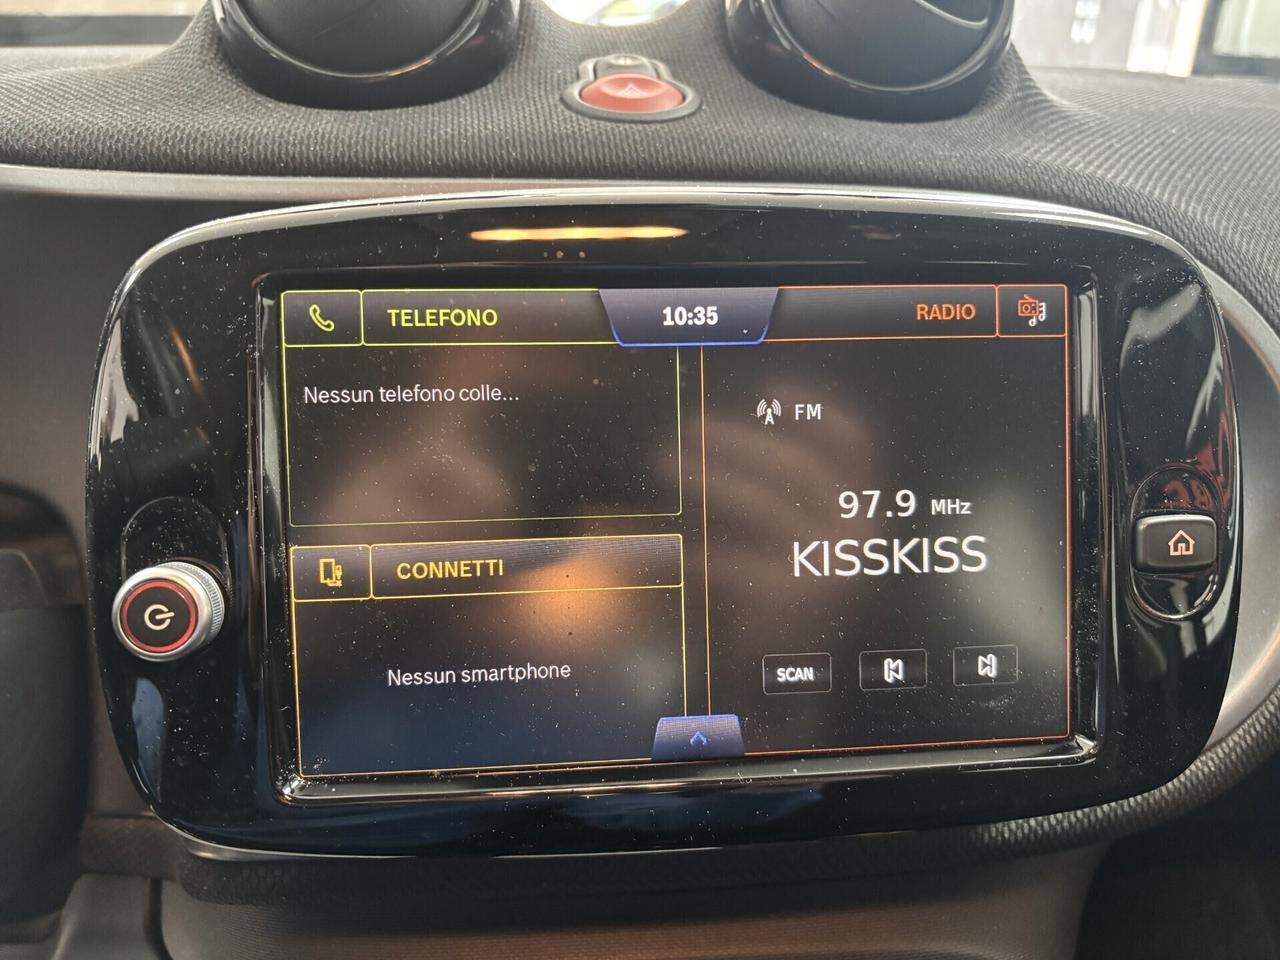 TELEFONO
10:35
RADIO
Nessun telefono colle...
FM
97.9 MHz
KISSKISS
CONNETTI
Nessun smartphone
SCAN